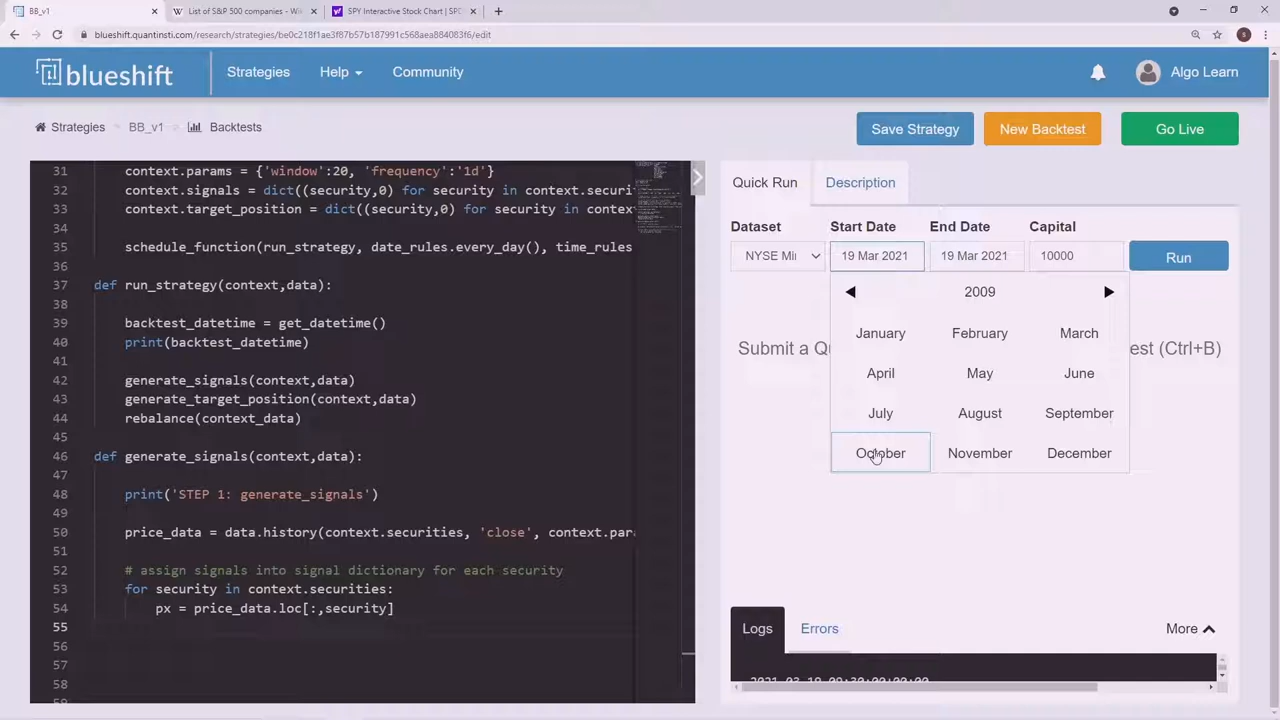 BB_v1
List of S&P 500 companies - Wik
SPY Interactive Stock Chart | SPD
blueshift.quantinsti.com/research/strategies/be0c218f1ae3f87b57b187991c568aea884083f6/edit
blueshift
Strategies
Help
Community
Algo Learn
Strategies
BB_v1
Backtests
Save Strategy
New Backtest
Go Live
31 context.params = {'window':20, 'frequency':'1d'}
32 context.signals = dict((security,0) for security in context.securi
33 context.target_position = dict((security,0) for security in context
34
35 schedule_function(run_strategy, date_rules.every_day(), time_rules
36
37 def run_strategy(context,data):
38
39 backtest_datetime = get_datetime()
40 print(backtest_datetime)
41
42 generate_signals(context,data)
43 generate_target_position(context,data)
44 rebalance(context_data)
45
46 def generate_signals(context,data):
47
48 print('STEP 1: generate_signals')
49
50 price_data = data.history(context.securities, 'close', context.para
51
52 # assign signals into signal dictionary for each security
53 for security in context.securities:
54 px = price_data.loc[:,security]
55
56
57
58
59
Quick Run
Description
Dataset
Start Date
End Date
Capital
NYSE Mi
19 Mar 2021
19 Mar 2021
10000
Run
2009
January
February
March
Submit a Qu
est (Ctrl+B)
April
May
June
July
August
September
October
November
December
Logs
Errors
More